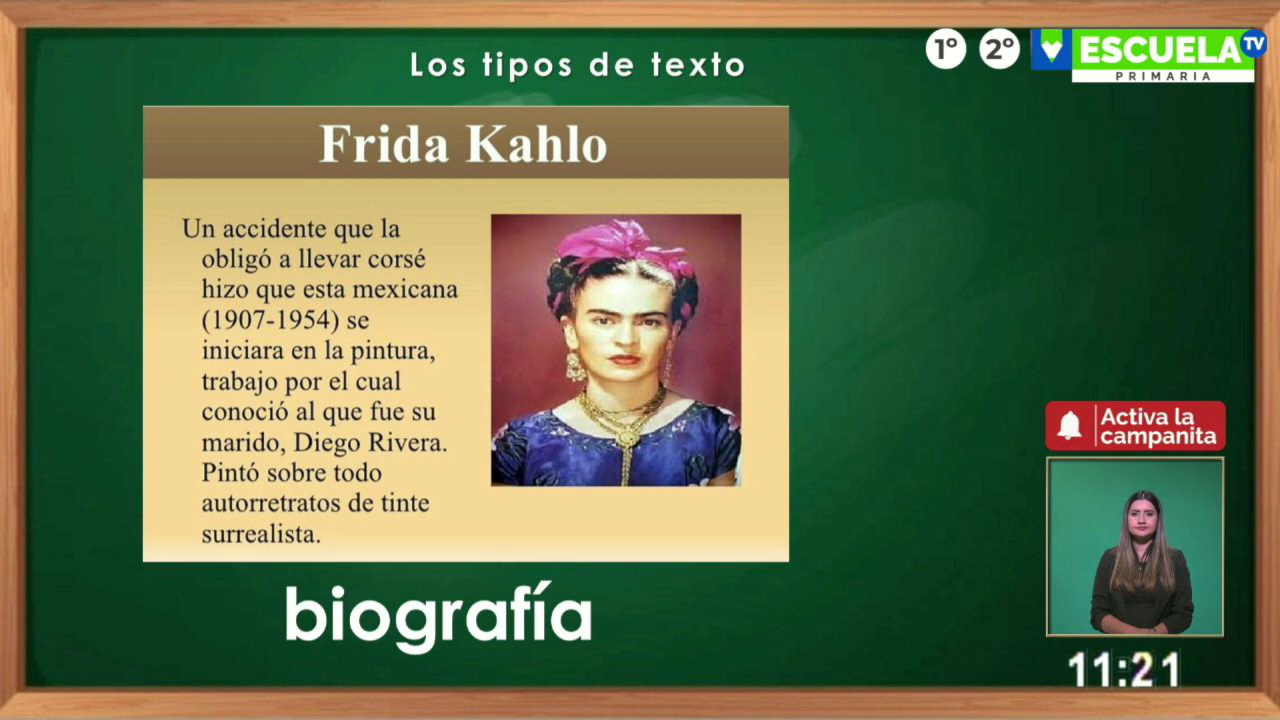 Los tipos de texto
1º 2º ESCUELA TV
PRIMARIA
Frida Kahlo
Un accidente que la
obligó a llevar corsé
hizo que esta mexicana
(1907-1954) se
iniciara en la pintura,
trabajo por el cual
conoció al que fue su
marido, Diego Rivera.
Pintó sobre todo
autorretratos de tinte
surrealista.
biografía
Activa la
campanita
11:21